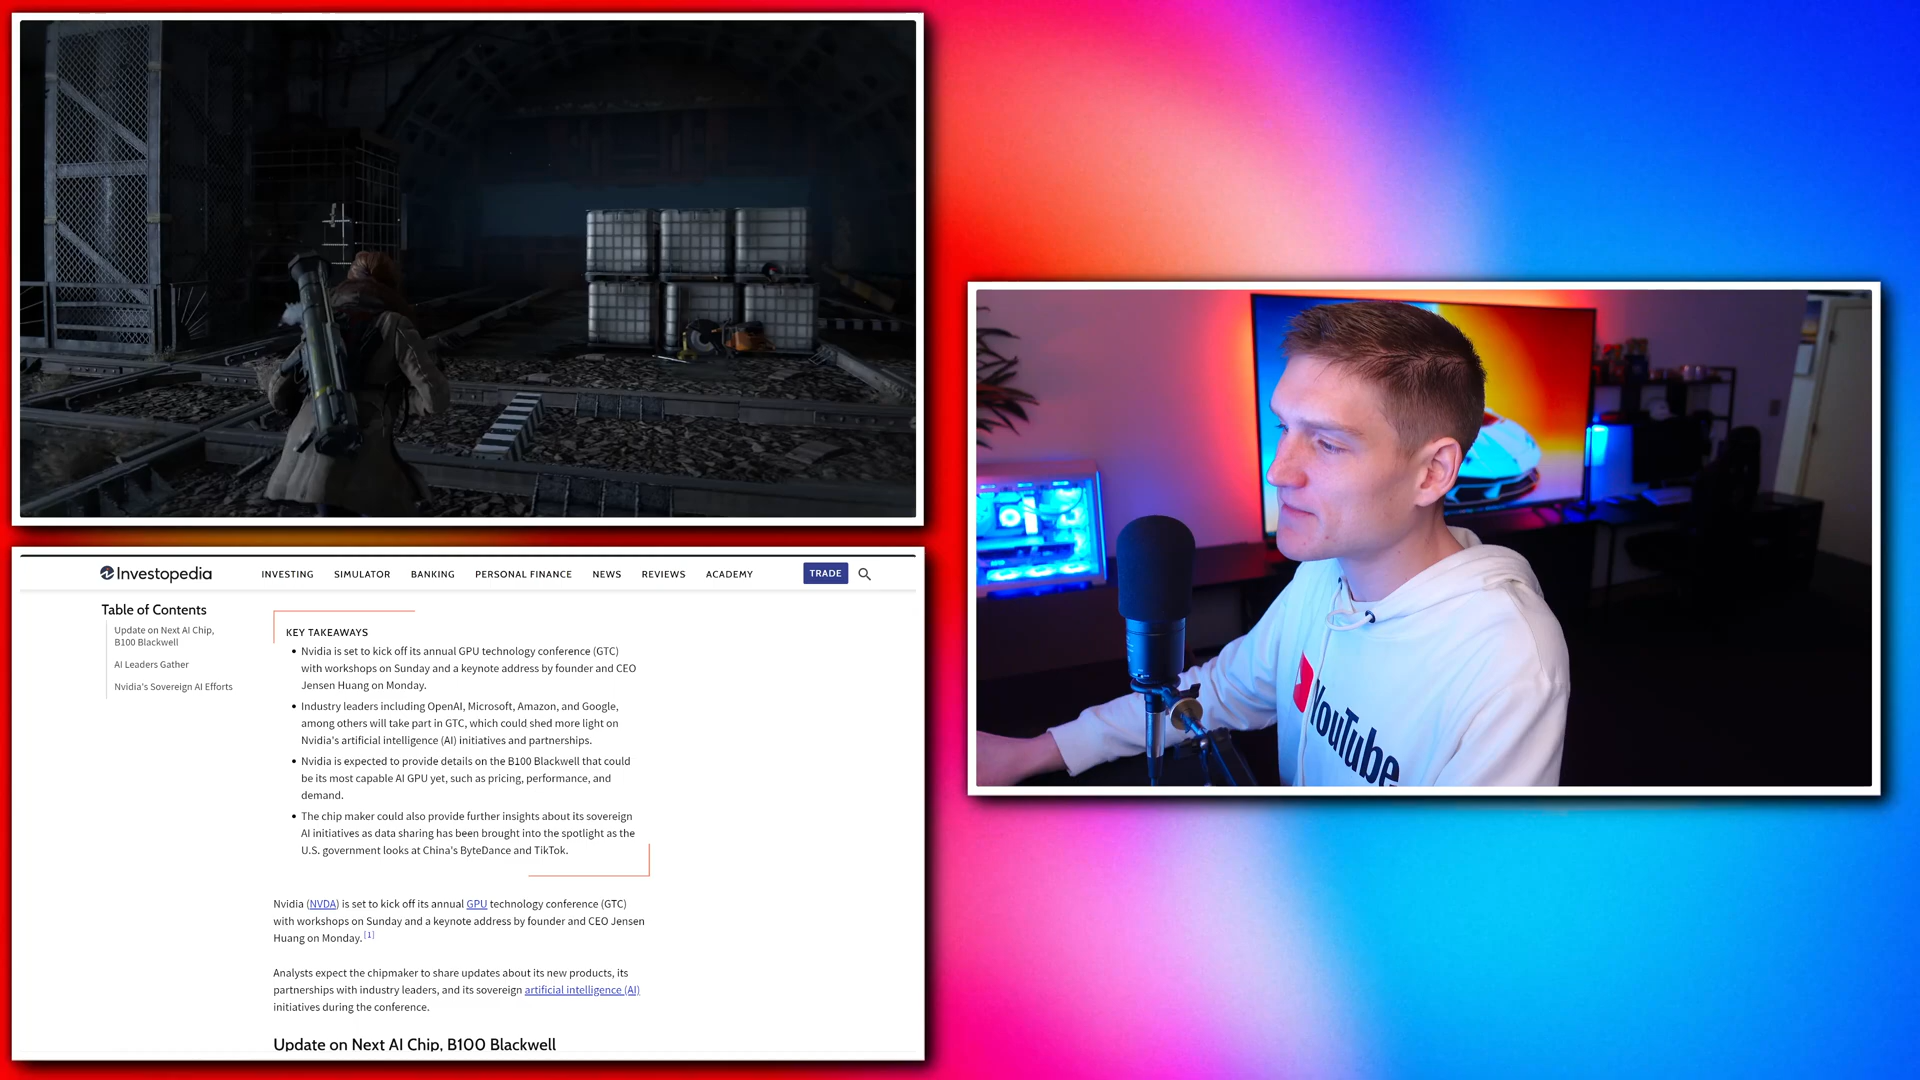 Investopedia
INVESTING SIMULATOR BANKING PERSONAL FINANCE NEWS REVIEWS ACADEMY
TRADE
Table of Contents
Update on Next AI Chip,
B100 Blackwell
AI Leaders Gather
Nvidia's Sovereign AI Efforts
KEY TAKEAWAYS
• Nvidia is set to kick off its annual GPU technology conference (GTC)
with workshops on Sunday and a keynote address by founder and CEO
Jensen Huang on Monday.
• Industry leaders including OpenAI, Microsoft, Amazon, and Google,
among others will take part in GTC, which could shed more light on
Nvidia's artificial intelligence (AI) initiatives and partnerships.
• Nvidia is expected to provide details on the B100 Blackwell that could
be its most capable AI GPU yet, such as pricing, performance, and
demand.
• The chip maker could also provide further insights about its sovereign
AI initiatives as data sharing has been brought into the spotlight as the
U.S. government looks at China's ByteDance and TikTok.
Nvidia (NVDA) is set to kick off its annual GPU technology conference (GTC)
with workshops on Sunday and a keynote address by founder and CEO Jensen
Huang on Monday. [1]
Analysts expect the chipmaker to share updates about its new products, its
partnerships with industry leaders, and its sovereign artificial intelligence (AI)
initiatives during the conference.
Update on Next AI Chip, B100 Blackwell
YouTube